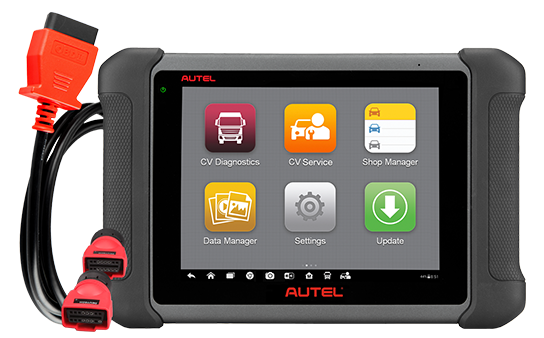 AUTEL
CV Diagnostics
CV Service
Shop Manager
Data Manager
Settings
Update
AUTEL